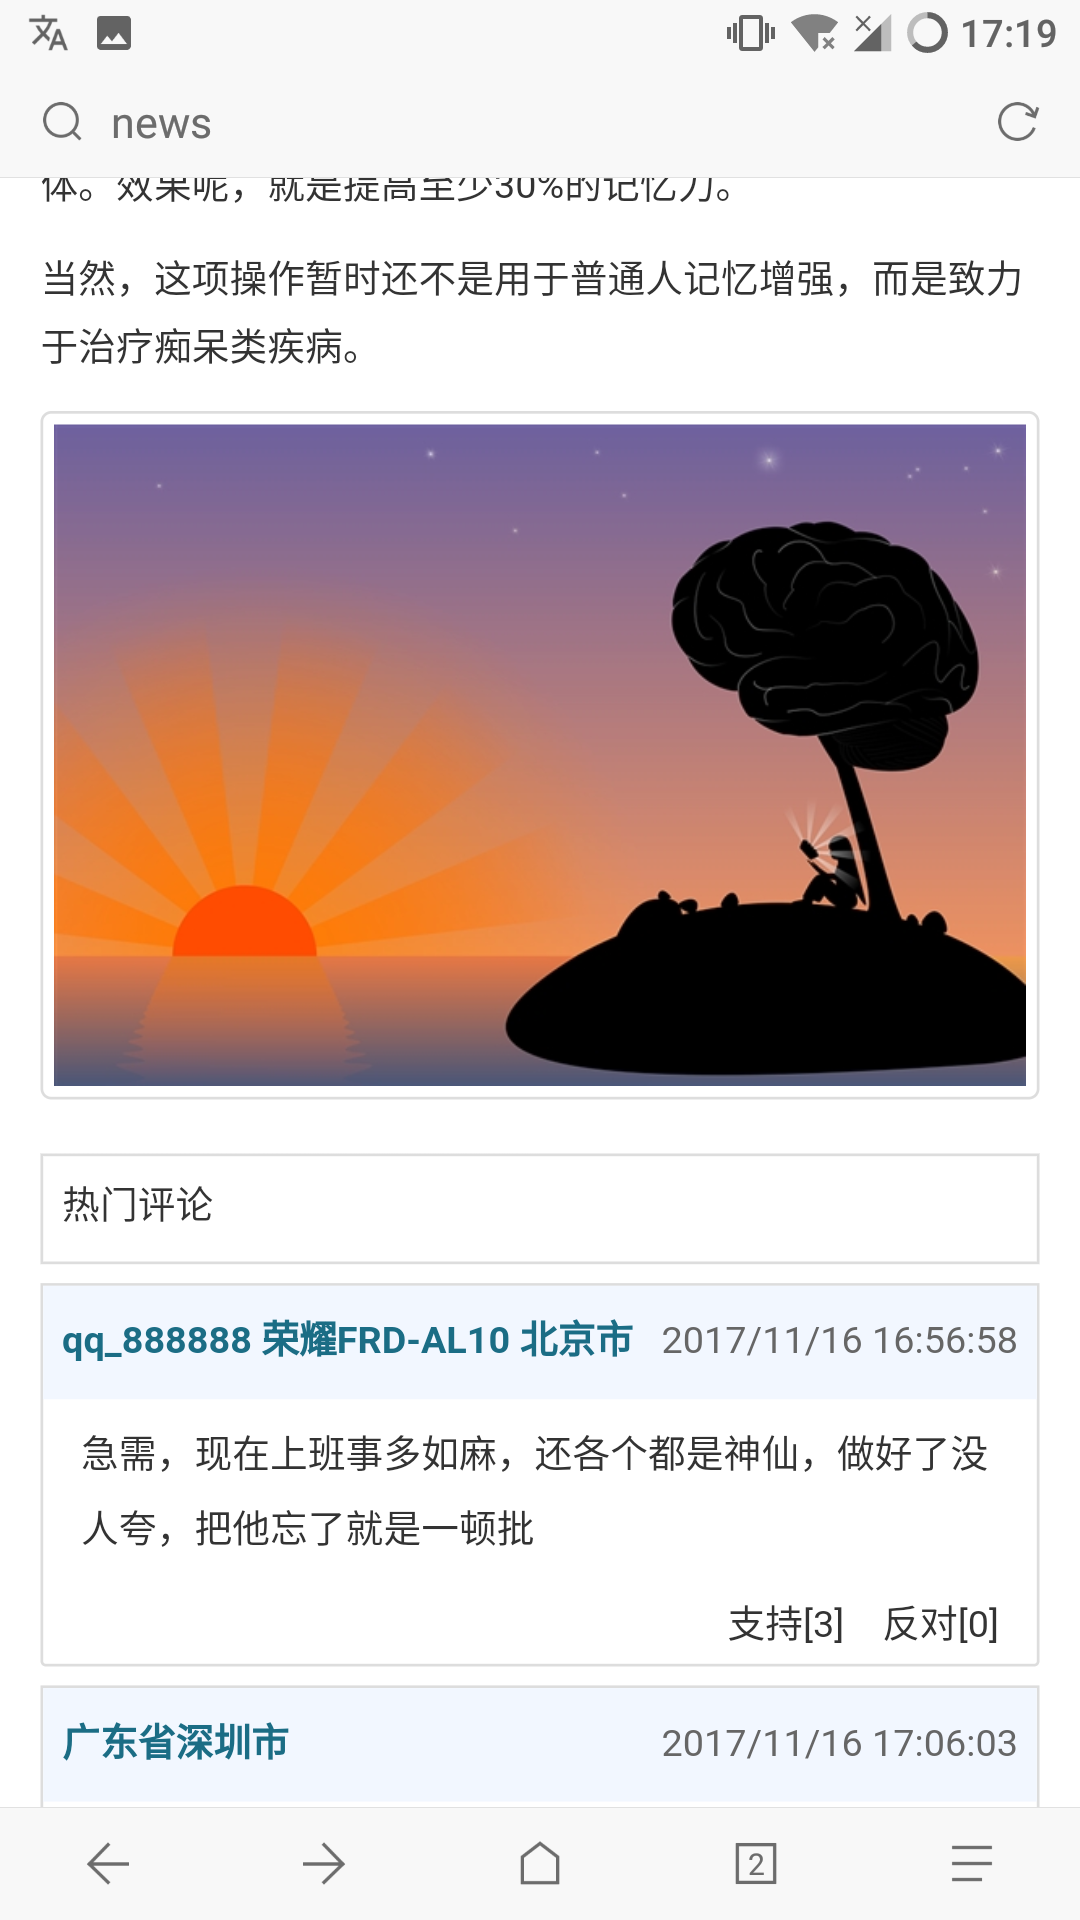 17:19
news
体。效果呢，就是提高至少30%的记忆力。
当然，这项操作暂时还不是用于普通人记忆增强，而是致力
于治疗痴呆类疾病。
热门评论
qq_888888 荣耀FRD-AL10 北京市 2017/11/16 16:56:58
急需，现在上班事多如麻，还各个都是神仙，做好了没
人夸，把他忘了就是一顿批
支持[3] 反对[0]
广东省深圳市 2017/11/16 17:06:03
2